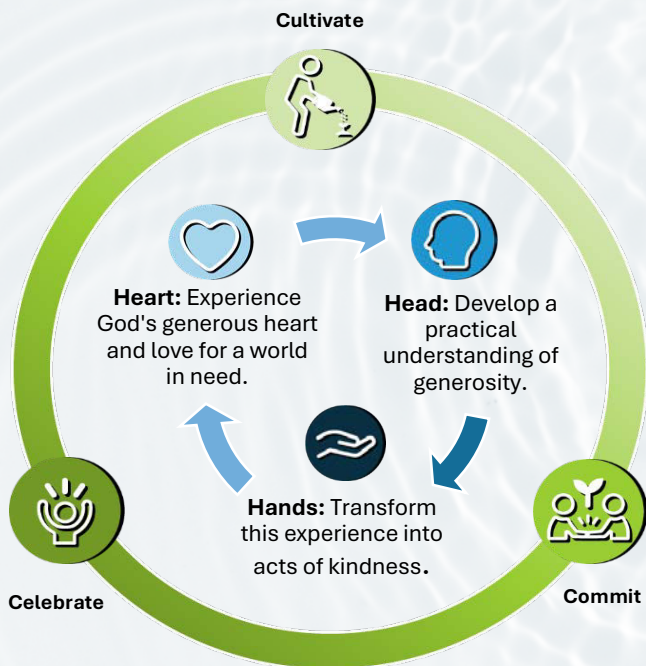 Cultivate
Heart: Experience
God's generous heart
and love for a world
in need.
Head: Develop a
practical
understanding of
generosity.
Hands: Transform
this experience into
acts of kindness.
Celebrate
Commit